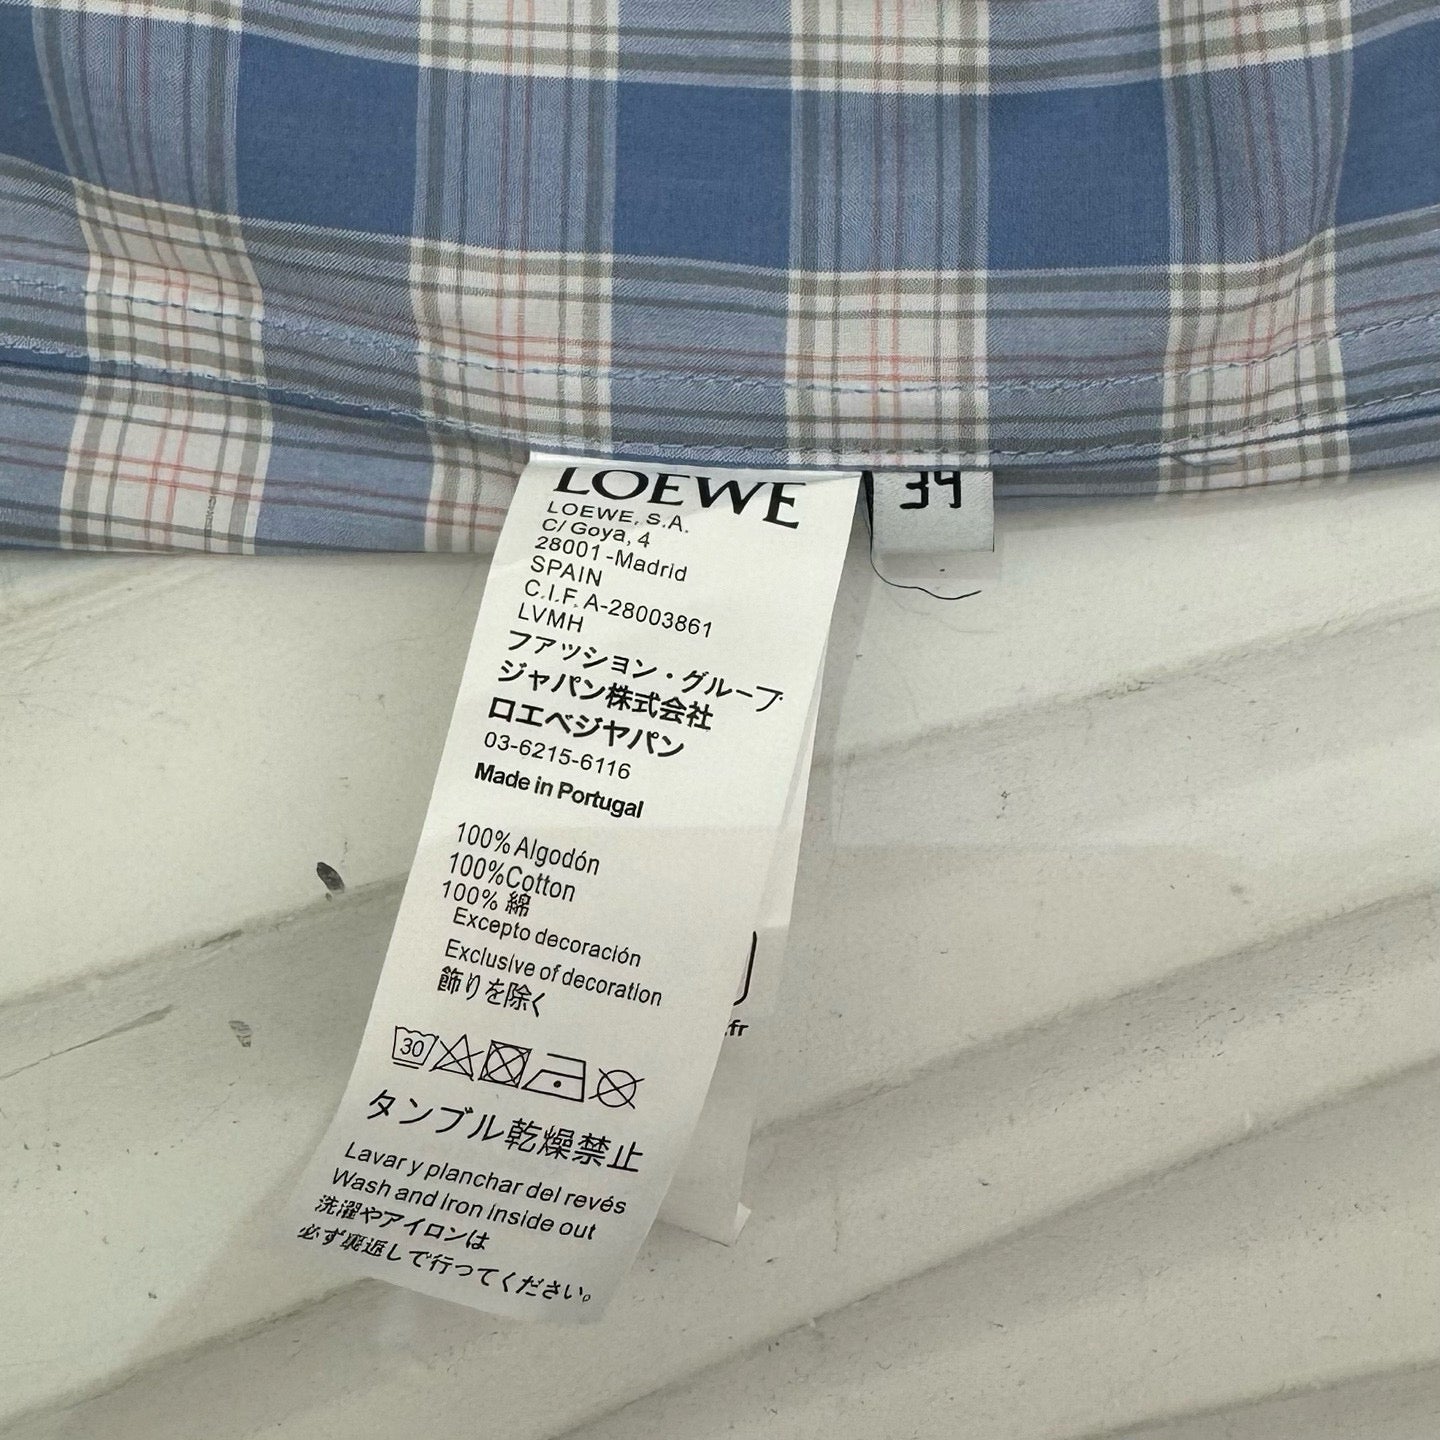 LOEWE
34
LOEWE, S.A.
C/ Goya, 4
28001-Madrid
SPAIN
C.I.F. A-28003861
LVMH
ファッション・グループ
ジャパン株式会社
ロエベジャパン
03-6215-6116
Made in Portugal
100% Algodón
100%Cotton
100% 綿
Excepto decoración
Exclusive of decoration
飾りを除く
.fr
30
タンブル乾燥禁止
Lavar y planchar del revés
Wash and iron inside out
洗濯やアイロンは
必ず裏返しで行ってください。